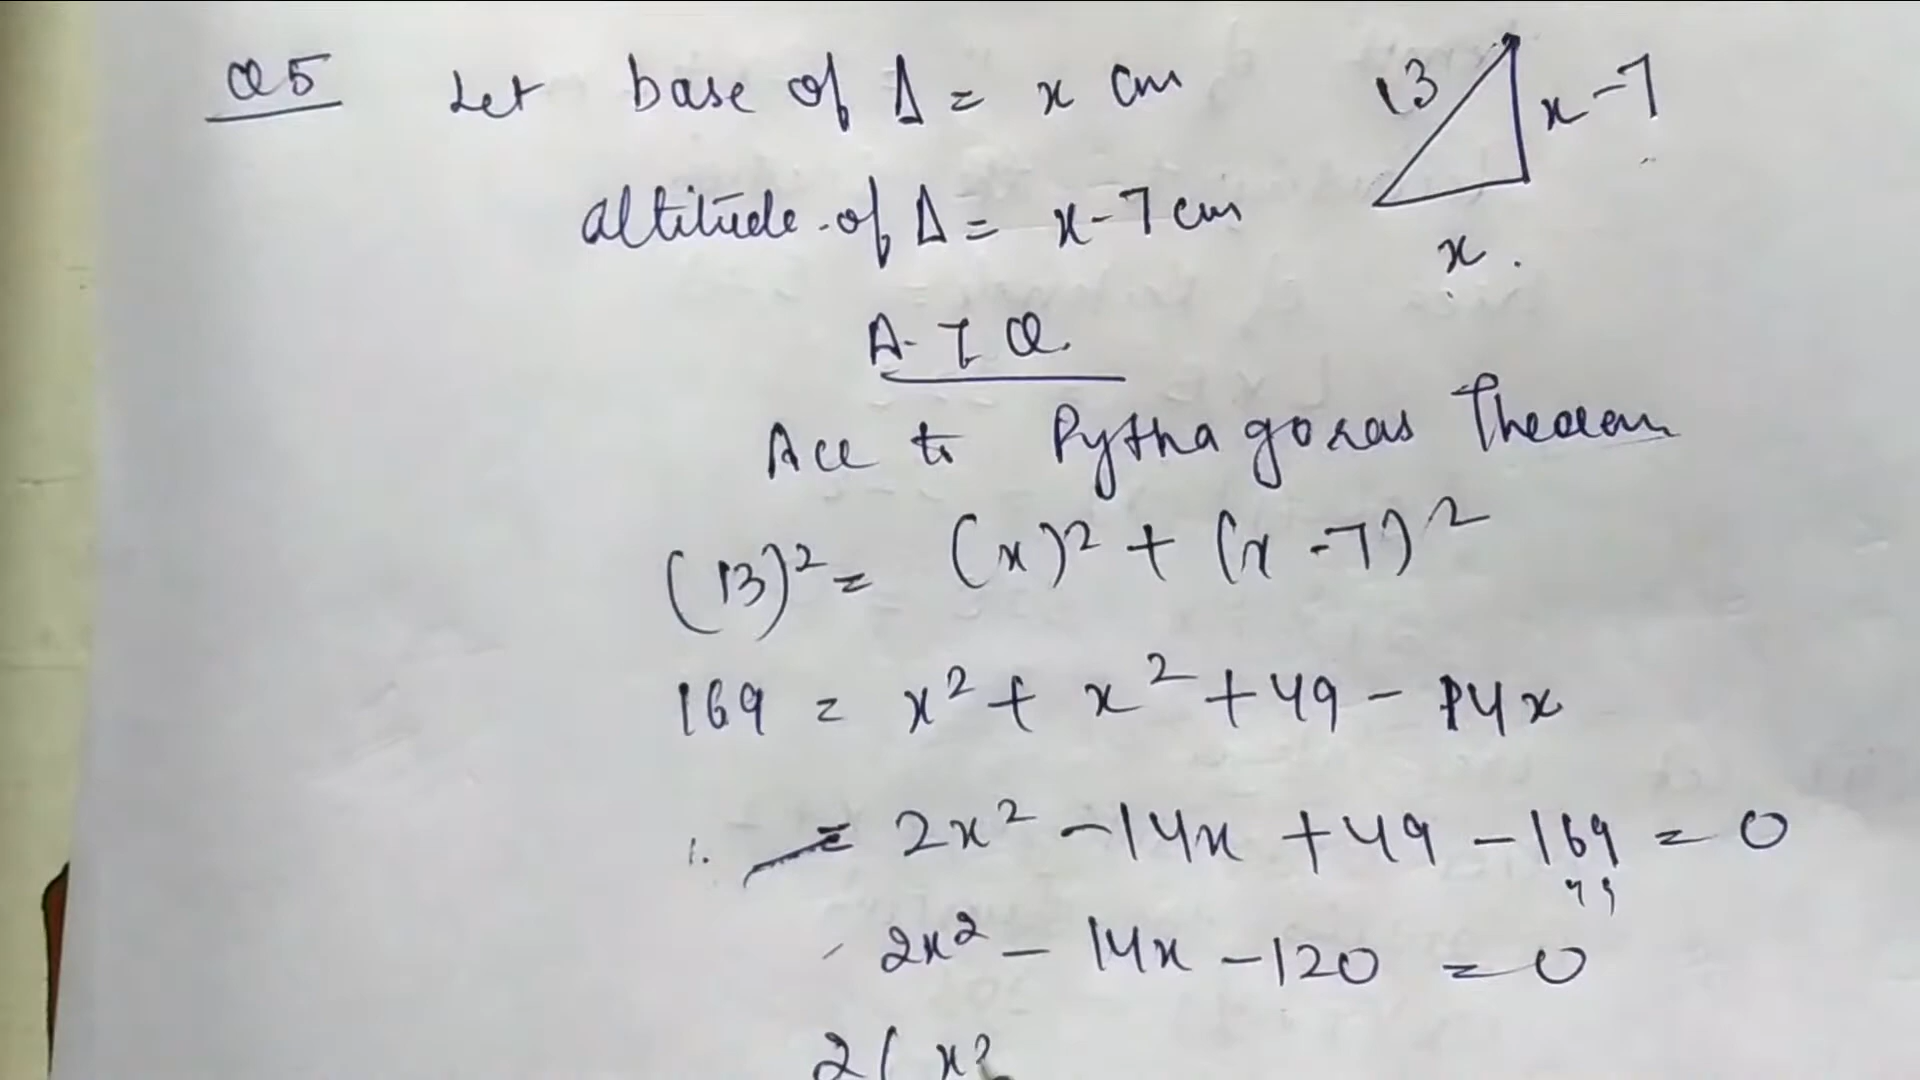 Q5 Let base of Δ = x cm
altitude of Δ = x-7 cm
13
x-7
x.
A.T.Q.
Acc to Pythagoras Theorem
(13)² = (x)² + (x-7)²
169 = x² + x² + 49 - 14x
= 2x² - 14x + 49 - 169 = 0
49
2x² - 14x - 120 = 0
2(x²